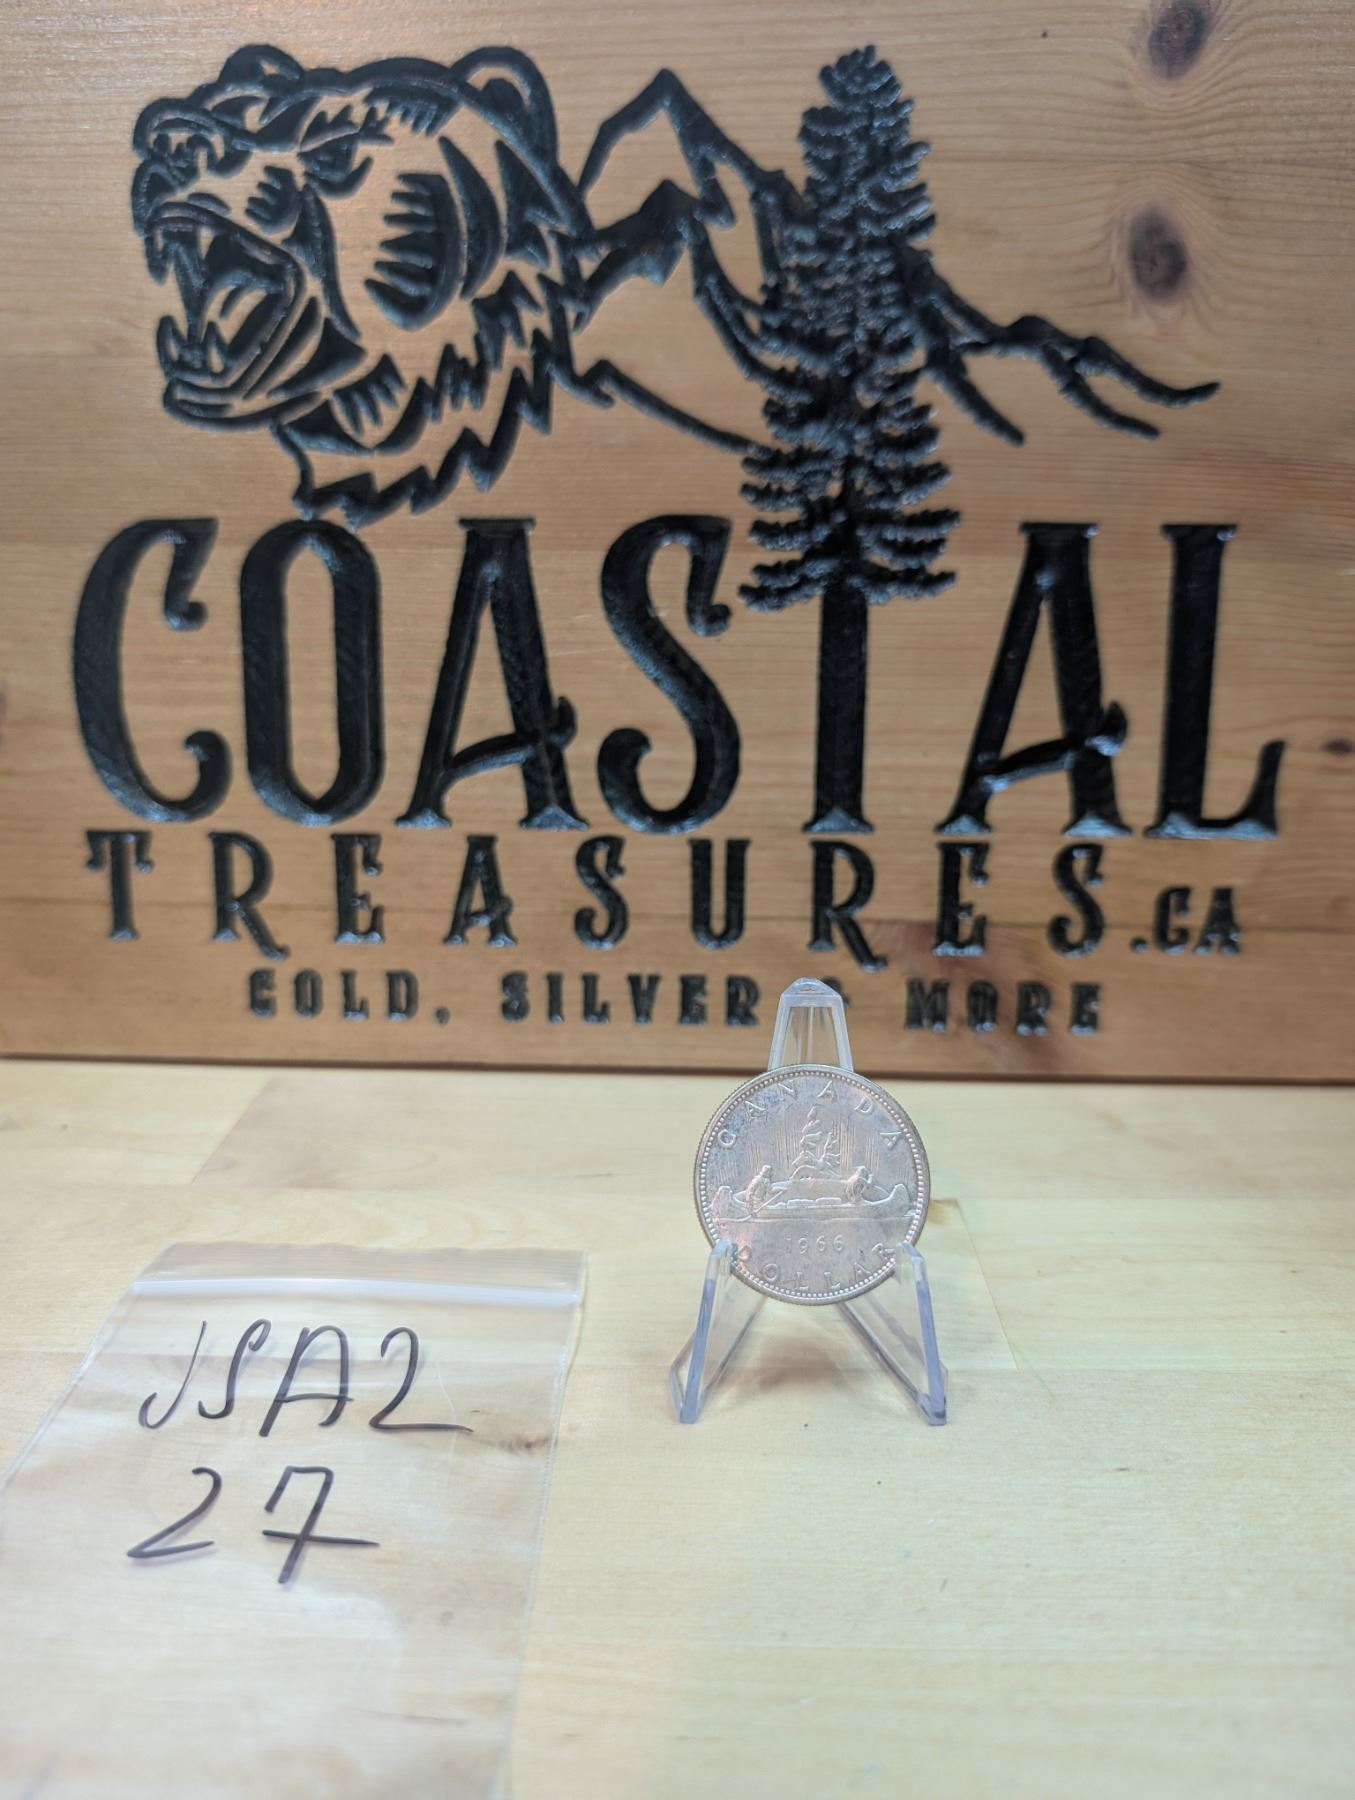 COASTAL
TREASURES.CA
GOLD, SILVER & MORE
CANADA
1966
DOLLAR
JSA2
27